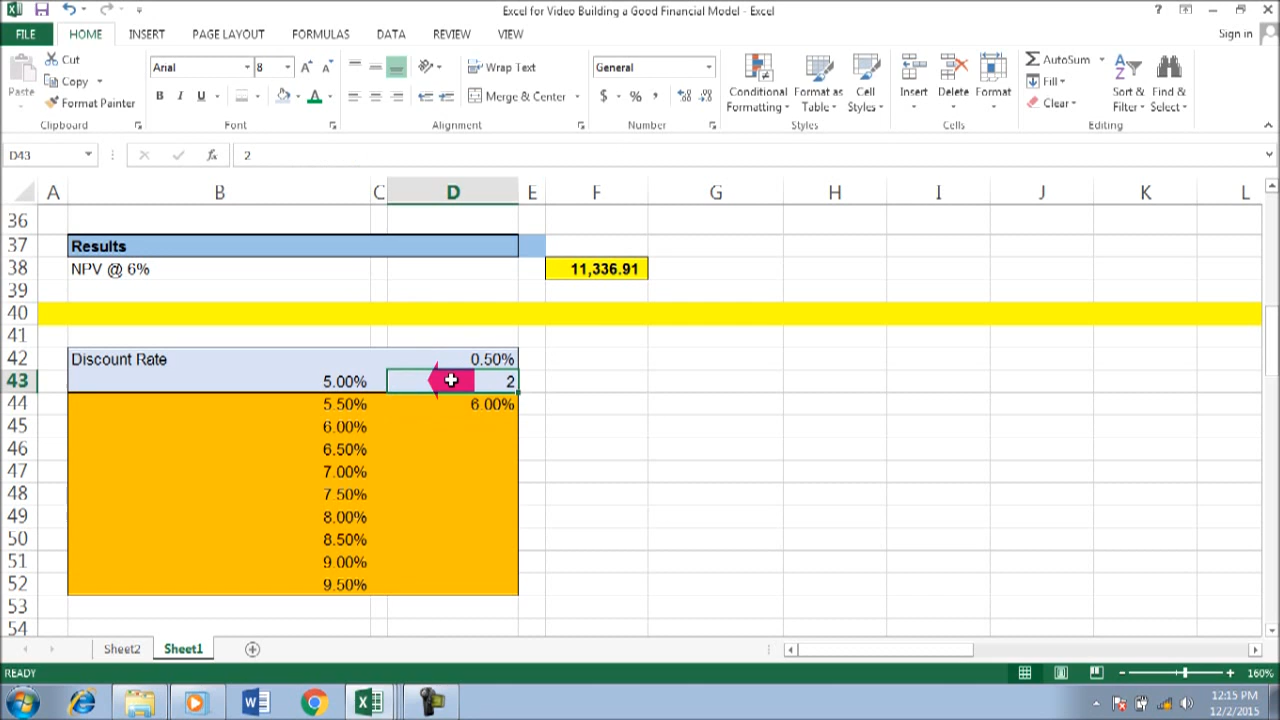 Excel for Video Building a Good Financial Model - Excel
?
FILE HOME INSERT PAGE LAYOUT FORMULAS DATA REVIEW VIEW Sign in
Cut Arial 8 Wrap Text General AutoSum
Copy Fill
Paste Format Painter Merge & Center $ % , Conditional Formatting Format as Table Cell Styles Insert Delete Format Clear Sort & Filter Find & Select
B I U A
Clipboard Font Alignment Number Styles Cells Editing
D43 fx 2
A B C D E F G H I J K L
36
37 Results
38 NPV @ 6% 11,336.91
39
40
41
42 Discount Rate 0.50%
43 5.00% 2
44 5.50% 6.00%
45 6.00%
46 6.50%
47 7.00%
48 7.50%
49 8.00%
50 8.50%
51 9.00%
52 9.50%
53
54
Sheet2 Sheet1
READY 160%
12:15 PM
12/2/2015